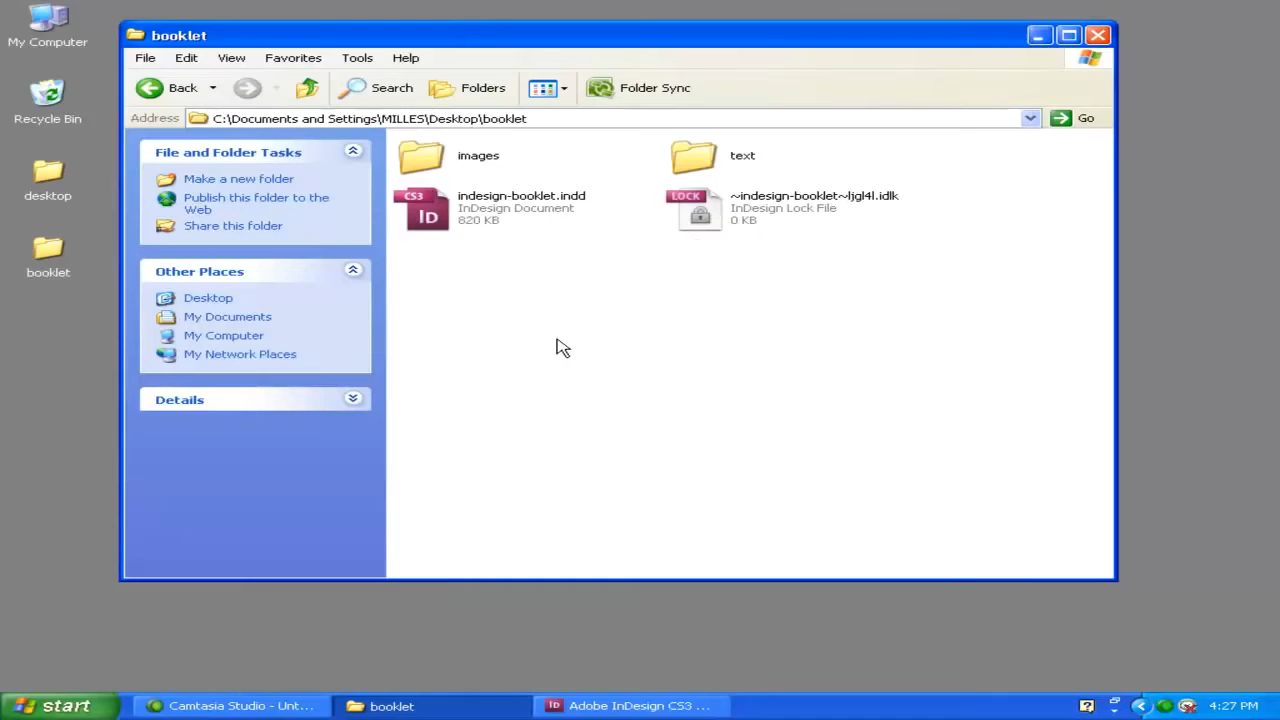 My Computer
Recycle Bin
desktop
booklet
booklet
File Edit View Favorites Tools Help
Back Search Folders Folder Sync
Address C:\Documents and Settings\MILLES\Desktop\booklet Go
File and Folder Tasks
Make a new folder
Publish this folder to the
Web
Share this folder
Other Places
Desktop
My Documents
My Computer
My Network Places
Details
images
text
CS3
Id
indesign-booklet.indd
InDesign Document
820 KB
LOCK
~indesign-booklet~ljgl4l.idlk
InDesign Lock File
0 KB
start Camtasia Studio - Unt... booklet Id Adobe InDesign CS3 ... 4:27 PM